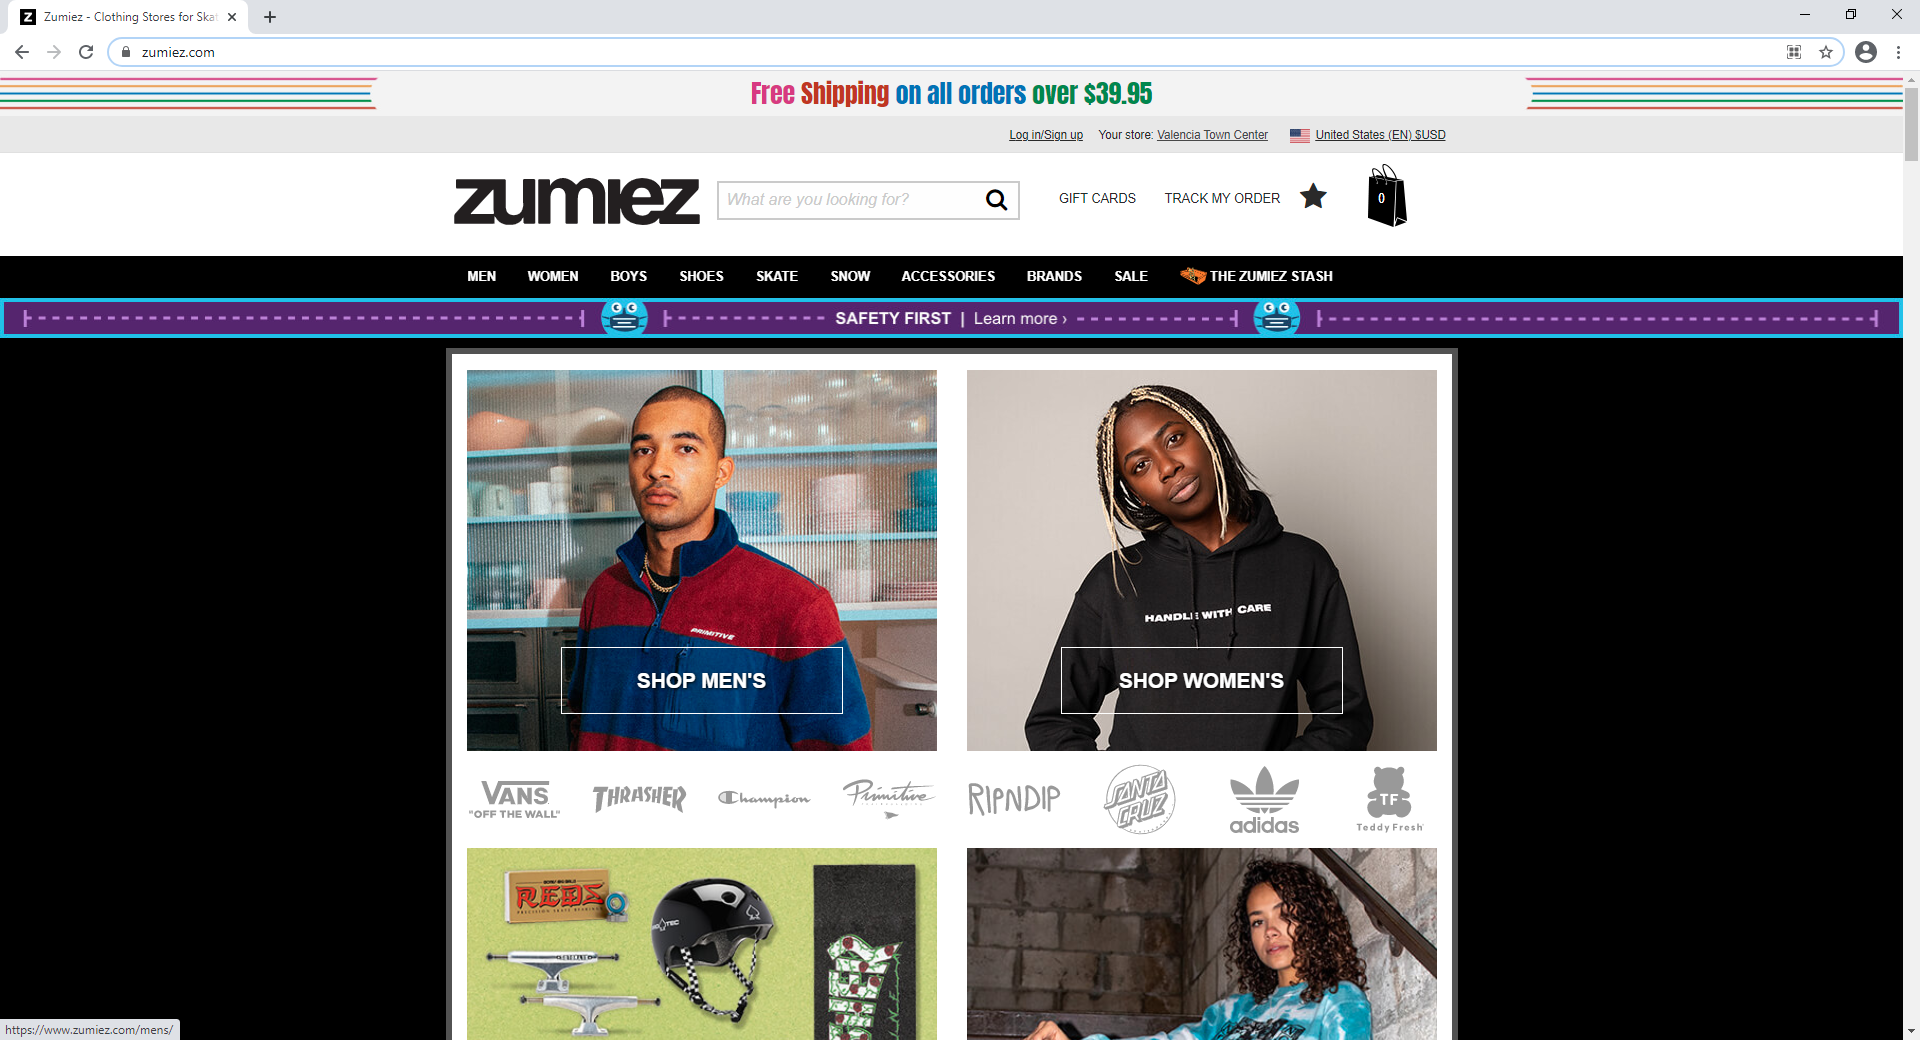 Zumiez - Clothing Stores for Skat
zumiez.com
Free Shipping on all orders over $39.95
Log in/Sign up Your store: Valencia Town Center United States (EN) $USD
zumiez
What are you looking for?
GIFT CARDS TRACK MY ORDER
0
MEN WOMEN BOYS SHOES SKATE SNOW ACCESSORIES BRANDS SALE THE ZUMIEZ STASH
SAFETY FIRST | Learn more ›
PRIMITIVE
HANDLE WITH CARE
SHOP MEN'S
SHOP WOMEN'S
VANS
"OFF THE WALL"
THRASHER
Champion
Primitive
RIPNDIP
SANTA
CRUZ
adidas
TF
Teddy Fresh
REDS
PRECISION SKATE BEARINGS
https://www.zumiez.com/mens/